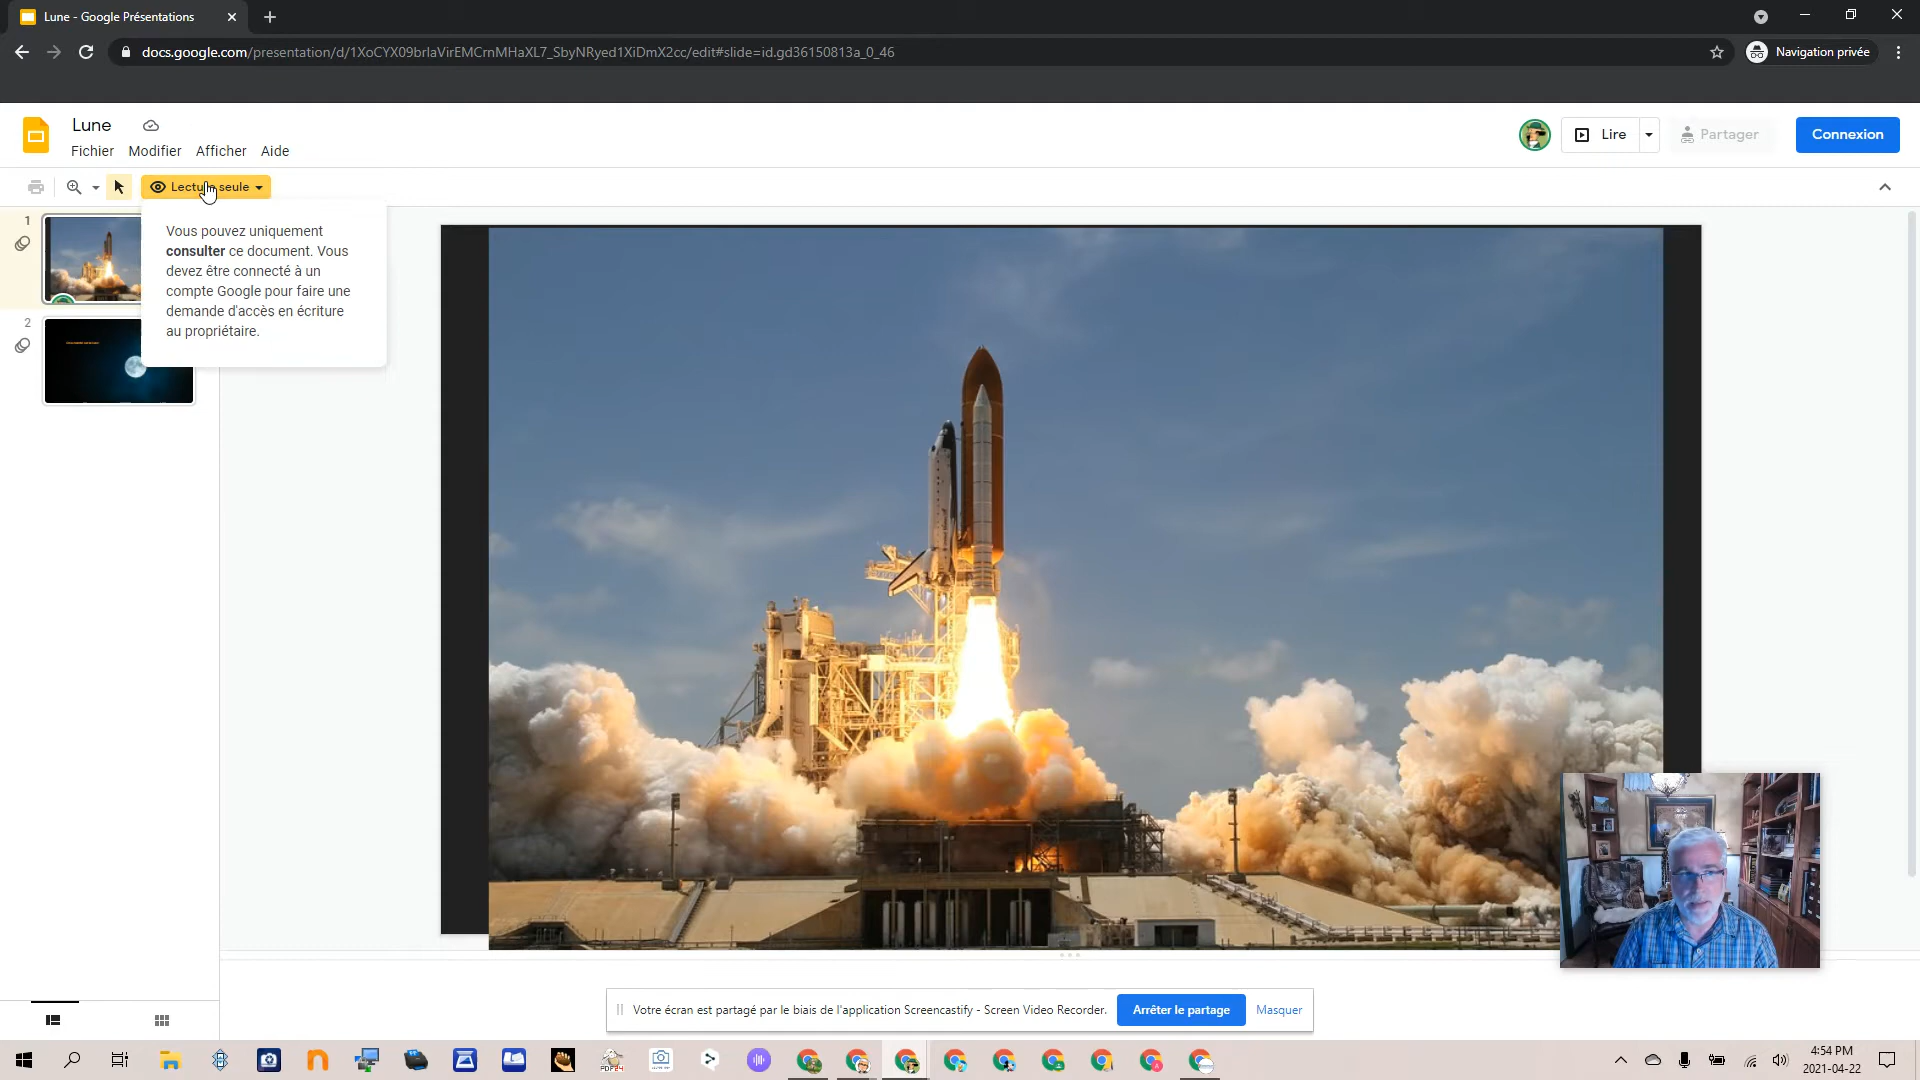 Lune - Google Présentations
docs.google.com/presentation/d/1XoCYX09brlaVirEMCrnMHaXL7_SbyNRyed1XiDmX2cc/edit#slide=id.gd36150813a_0_46
Navigation privée
Lune
Fichier Modifier Afficher Aide
Lire
Partager
Connexion
Lecture seule
Vous pouvez uniquement
consulter ce document. Vous
devez être connecté à un
compte Google pour faire une
demande d'accès en écriture
au propriétaire.
1
2
Votre écran est partagé par le biais de l'application Screencastify - Screen Video Recorder.
Arrêter le partage
Masquer
4:54 PM
2021-04-22